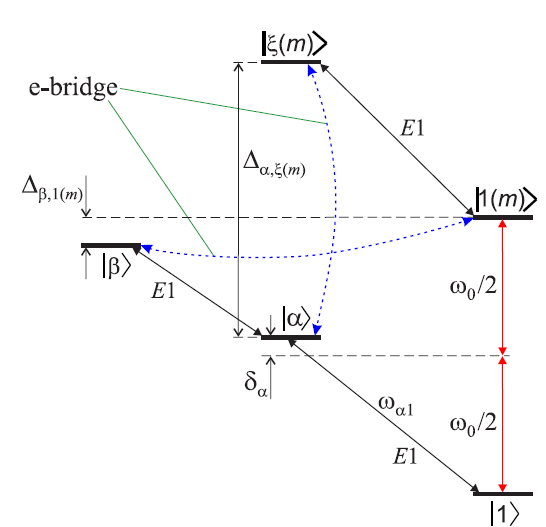 |ξ(m)⟩
e-bridge
E1
Δα,ξ(m)
Δβ,1(m)
|1(m)⟩
|β⟩
E1
ω₀/2
|α⟩
δα
ωα1
ω₀/2
E1
|1⟩